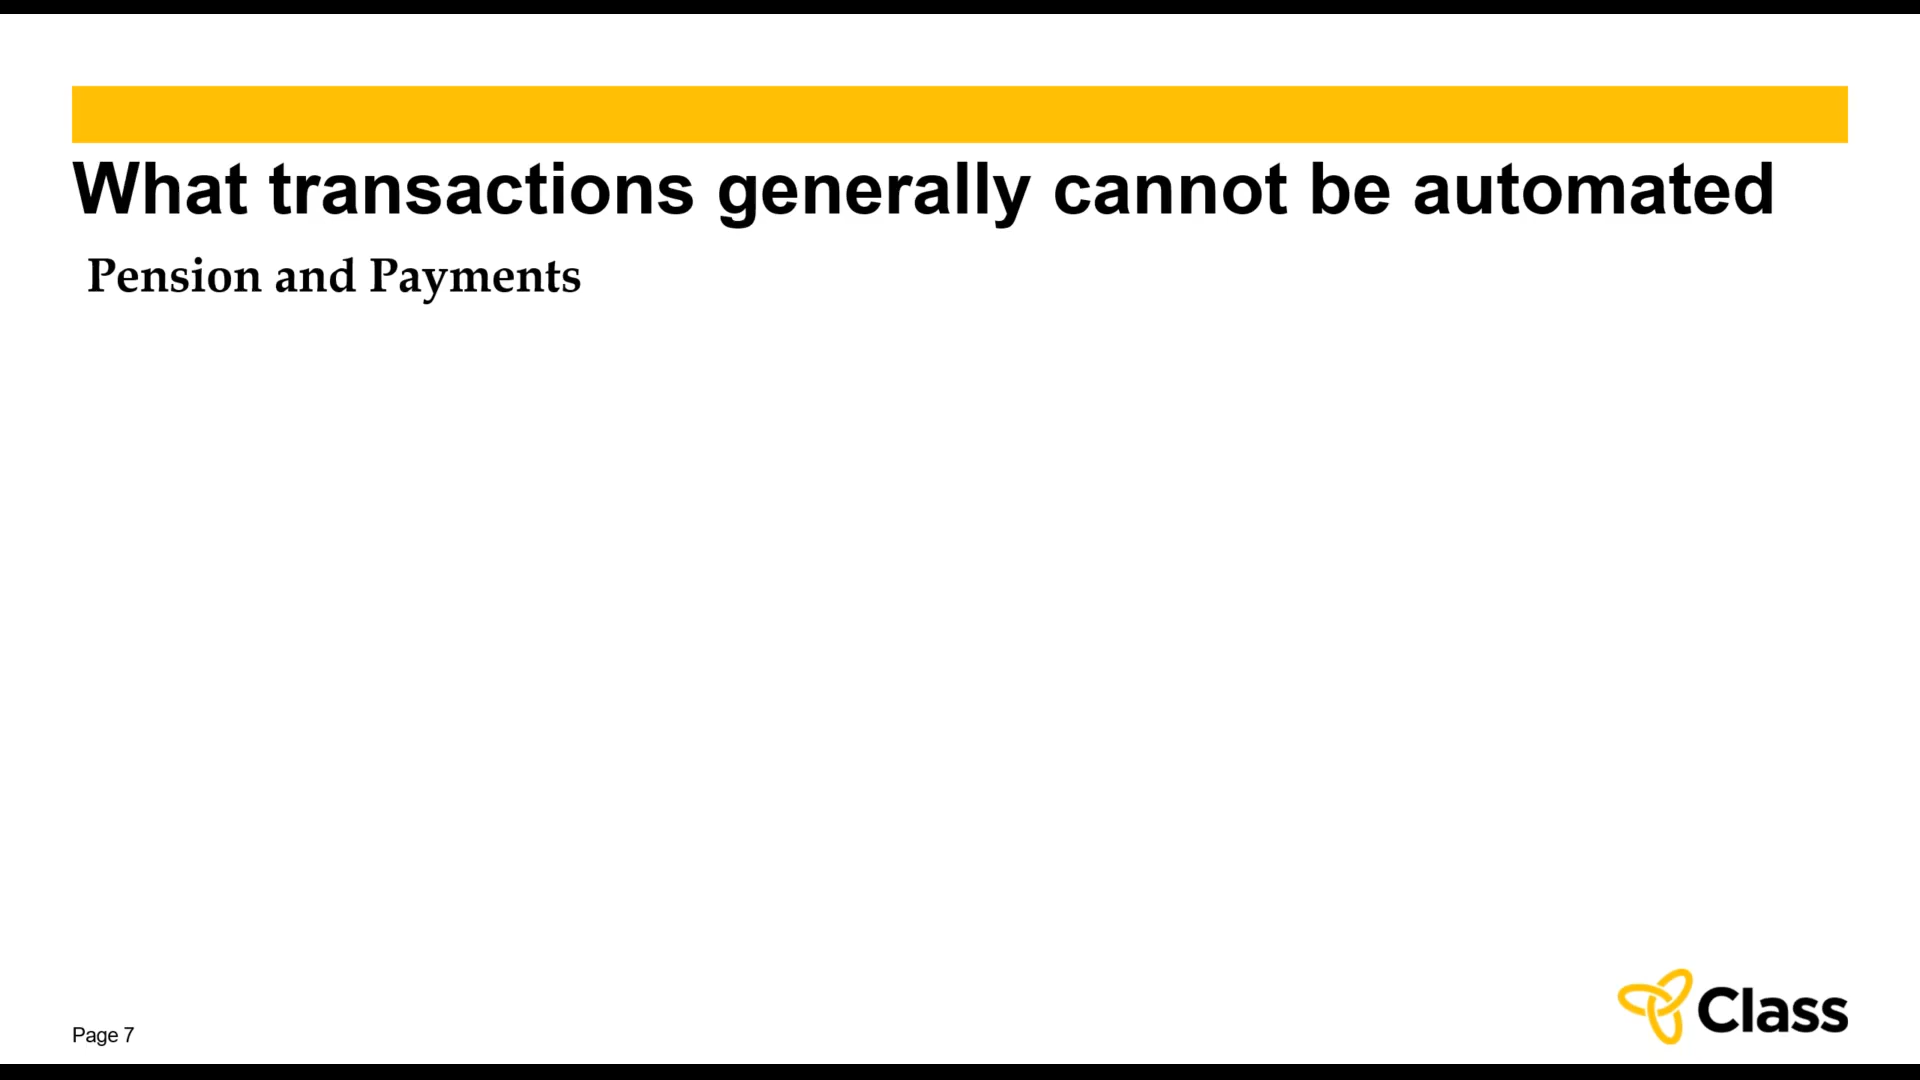 What transactions generally cannot be automated
Pension and Payments
Class
Page 7